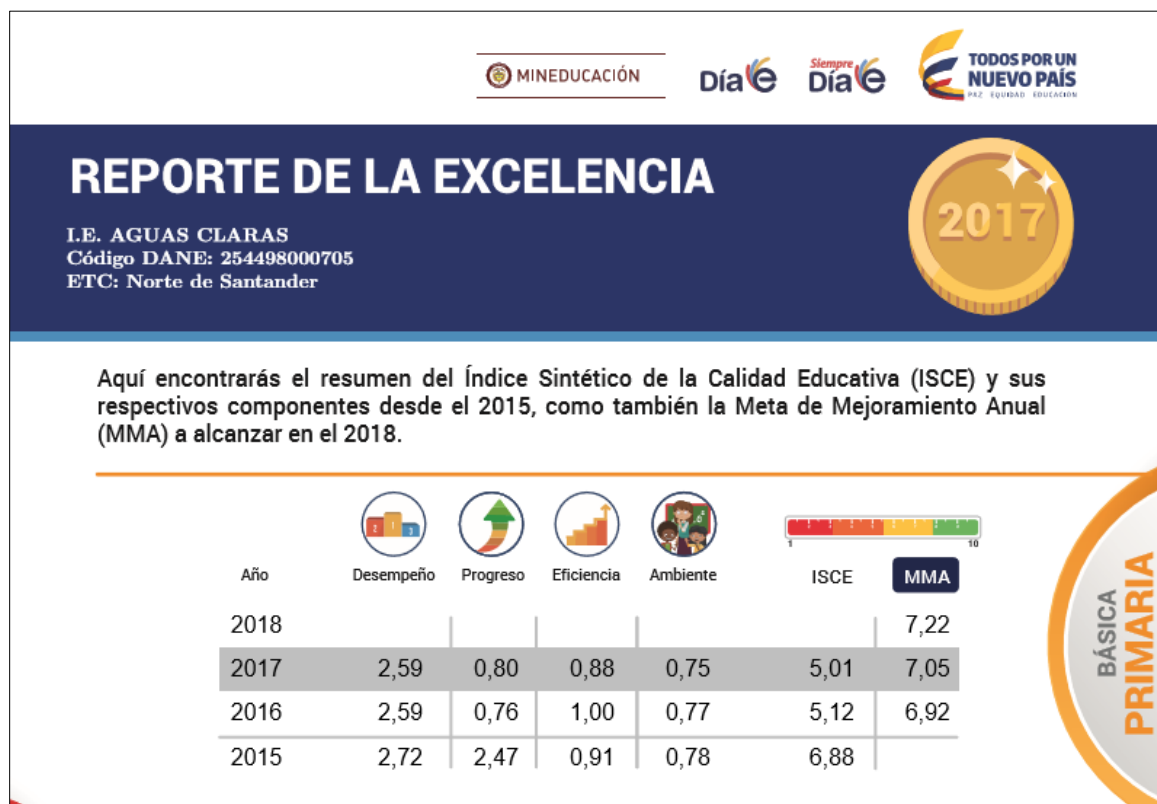 MINEDUCACIÓN
Día e
Siempre
Día e
TODOS POR UN
NUEVO PAÍS
PAZ EQUIDAD EDUCACIÓN
REPORTE DE LA EXCELENCIA
2017
I.E. AGUAS CLARAS
Código DANE: 254498000705
ETC: Norte de Santander
Aquí encontrarás el resumen del Índice Sintético de la Calidad Educativa (ISCE) y sus
respectivos componentes desde el 2015, como también la Meta de Mejoramiento Anual
(MMA) a alcanzar en el 2018.
2 1 3
1 10
Año Desempeño Progreso Eficiencia Ambiente ISCE MMA
2018 7,22
2017 2,59 0,80 0,88 0,75 5,01 7,05
2016 2,59 0,76 1,00 0,77 5,12 6,92
2015 2,72 2,47 0,91 0,78 6,88
BÁSICA
PRIMARIA